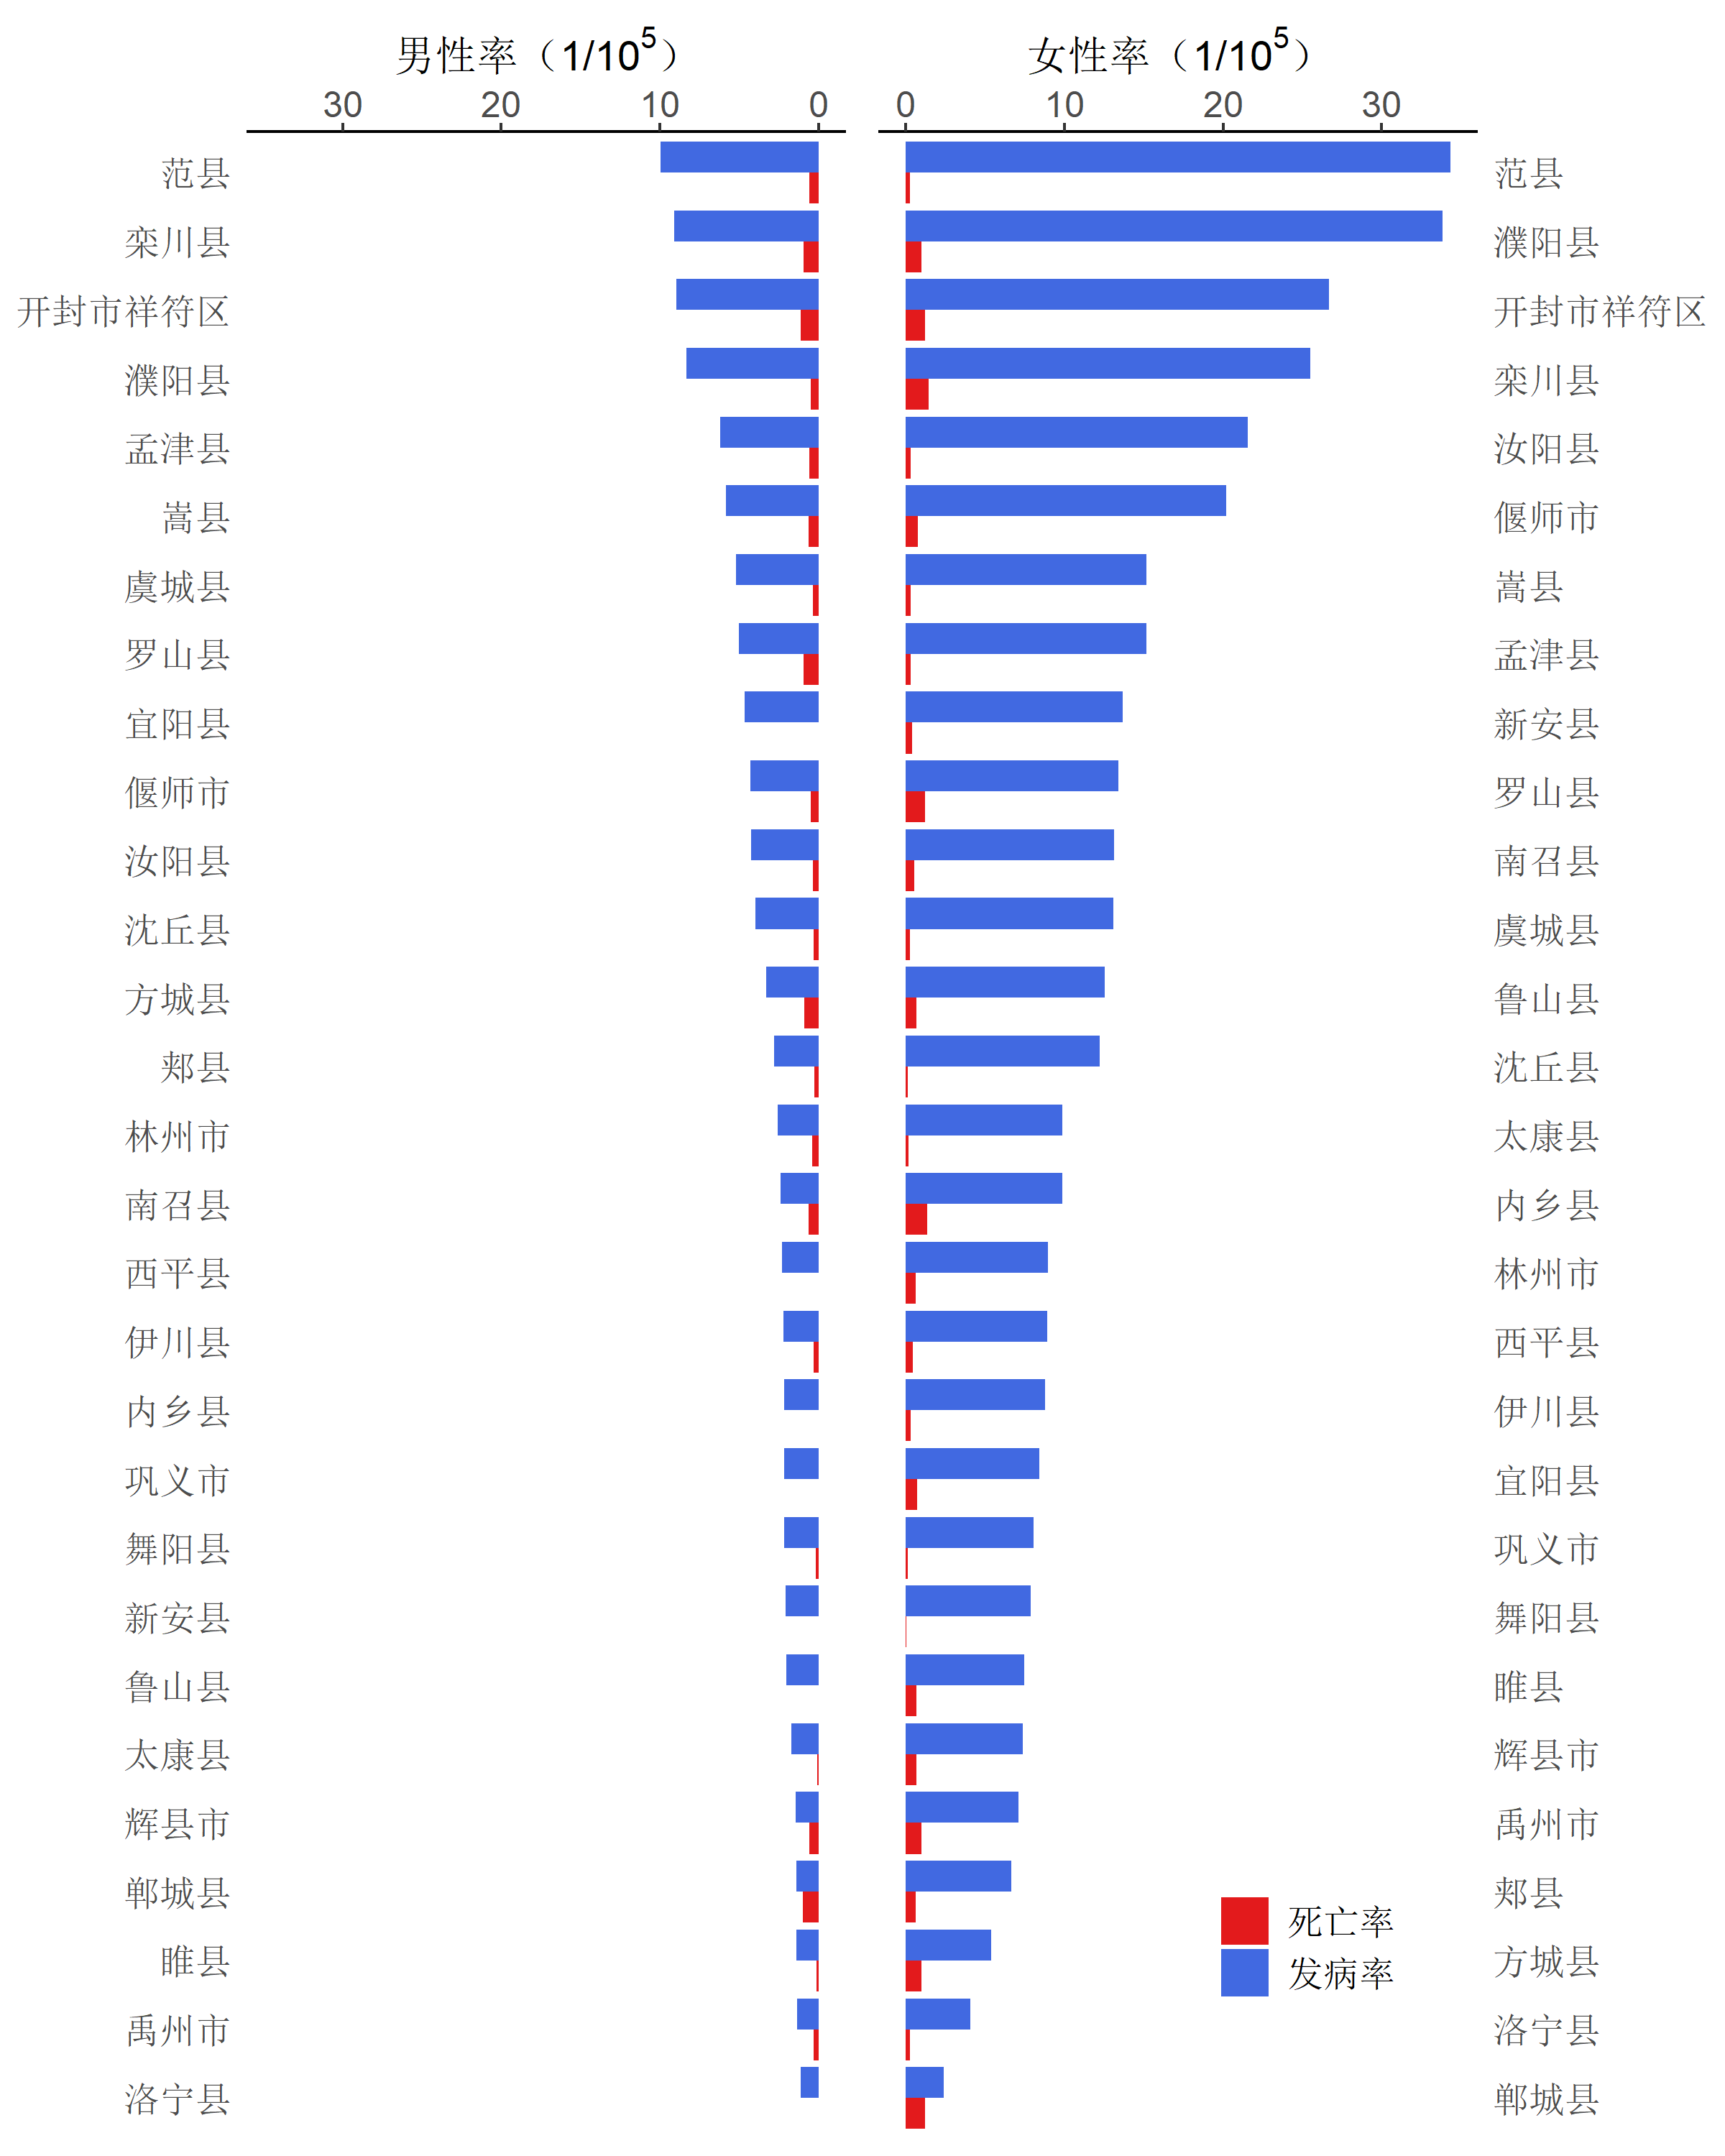 男性率（1/10⁵） 女性率（1/10⁵）
30 20 10 0 0 10 20 30
范县 范县
栾川县 濮阳县
开封市祥符区 开封市祥符区
濮阳县 栾川县
孟津县 汝阳县
嵩县 偃师市
虞城县 嵩县
罗山县 孟津县
宜阳县 新安县
偃师市 罗山县
汝阳县 南召县
沈丘县 虞城县
方城县 鲁山县
郏县 沈丘县
林州市 太康县
南召县 内乡县
西平县 林州市
伊川县 西平县
内乡县 伊川县
巩义市 宜阳县
舞阳县 巩义市
新安县 舞阳县
鲁山县 睢县
太康县 辉县市
辉县市 禹州市
郸城县 郏县
死亡率
睢县 方城县
发病率
禹州市 洛宁县
洛宁县 郸城县